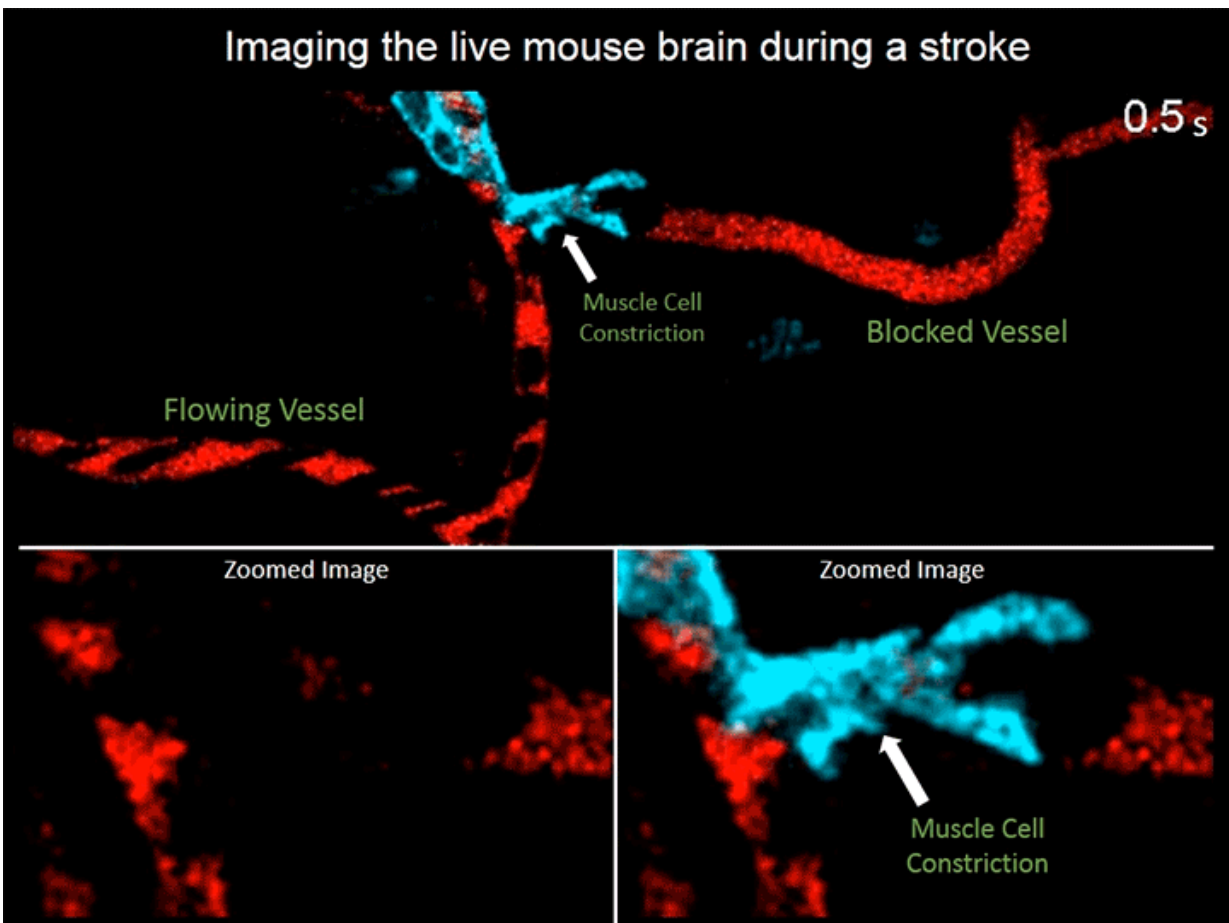 Imaging the live mouse brain during a stroke
0.5 s
Muscle Cell
Constriction
Blocked Vessel
Flowing Vessel
Zoomed Image
Zoomed Image
Muscle Cell
Constriction